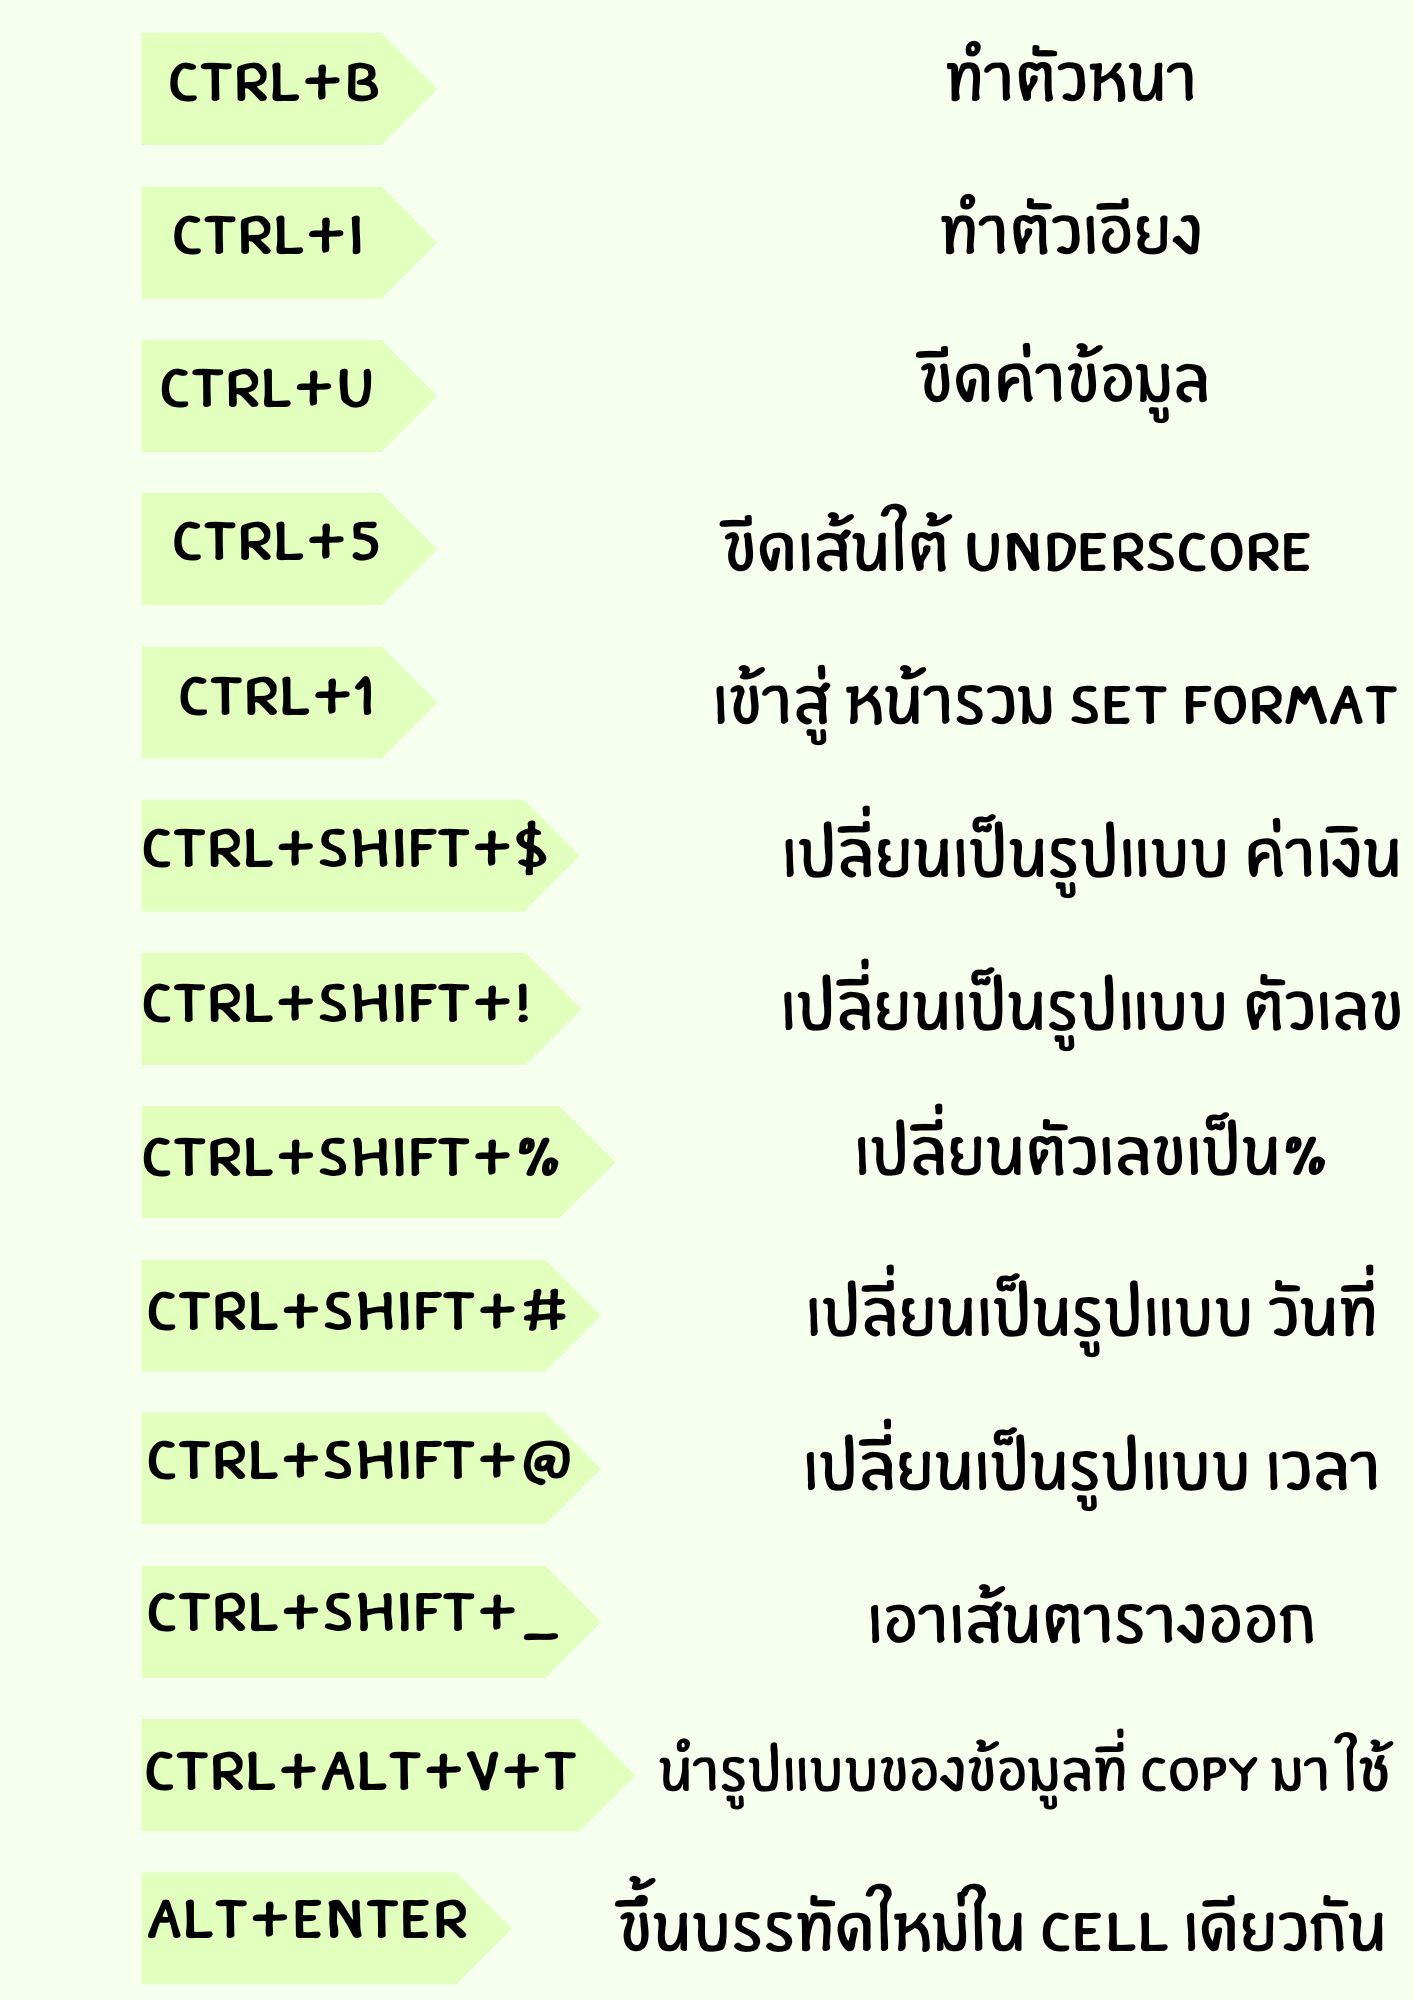 CTRL+B ทำตัวหนา
CTRL+I ทำตัวเอียง
CTRL+U ขีดค่าข้อมูล
CTRL+5 ขีดเส้นใต้ UNDERSCORE
CTRL+1 เข้าสู่ หน้ารวม SET FORMAT
CTRL+SHIFT+$ เปลี่ยนเป็นรูปแบบ ค่าเงิน
CTRL+SHIFT+! เปลี่ยนเป็นรูปแบบ ตัวเลข
CTRL+SHIFT+% เปลี่ยนตัวเลขเป็น%
CTRL+SHIFT+# เปลี่ยนเป็นรูปแบบ วันที่
CTRL+SHIFT+@ เปลี่ยนเป็นรูปแบบ เวลา
CTRL+SHIFT+_ เอาเส้นตารางออก
CTRL+ALT+V+T นำรูปแบบของข้อมูลที่ COPY มาใช้
ALT+ENTER ขึ้นบรรทัดใหม่ใน CELL เดียวกัน